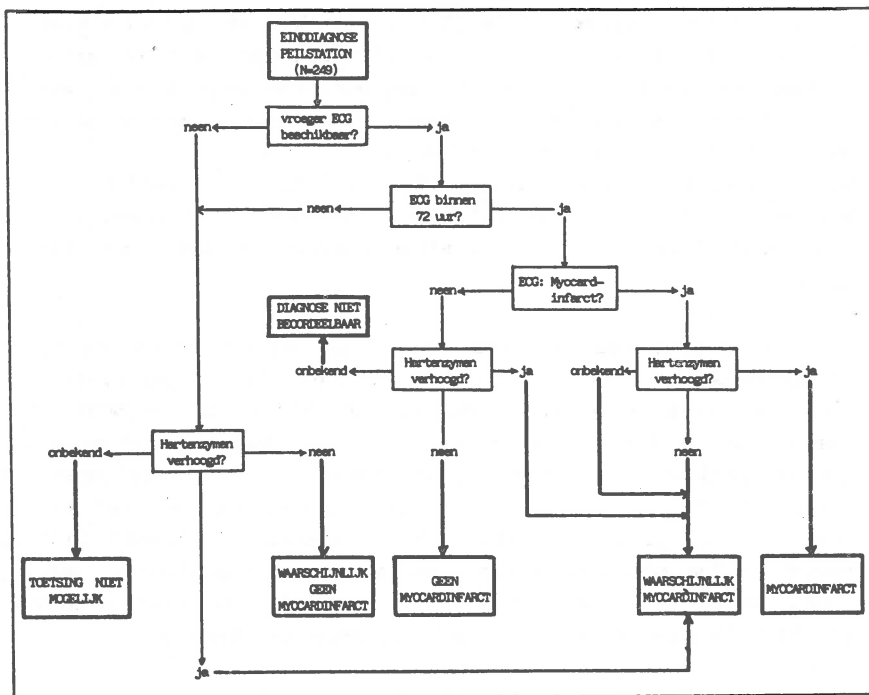 EINDDIAGNOSE
PEILSTATION
(N=249)
vroeger ECG
beschikbaar?
neen
ja
ECG binnen
72 uur?
neen
ja
ECG: Myocard-
infarct?
neen
ja
DIAGNOSE NIET
BEOORDEELBAAR
Hartenzymen
verhoogd?
onbekend
ja
Hartenzymen
verhoogd?
onbekend
ja
neen
neen
Hartenzymen
verhoogd?
onbekend
neen
TOETSING NIET
MOGELIJK
WAARSCHIJNLIJK
GEEN
MYOCARDINFARCT
GEEN
MYOCARDINFARCT
WAARSCHIJNLIJK
MYOCARDINFARCT
MYOCARDINFARCT
ja